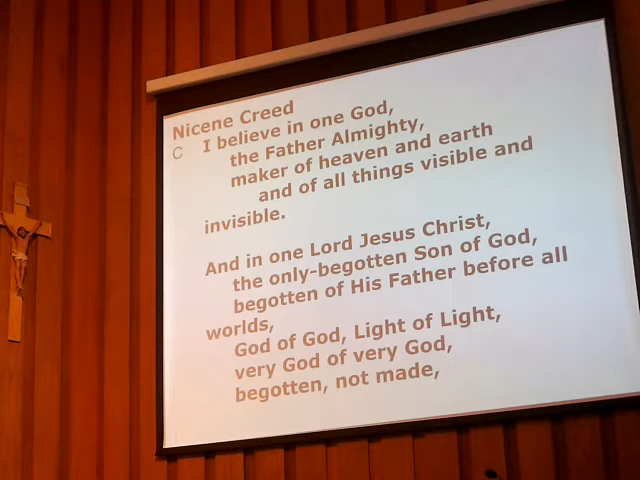 Nicene Creed
C I believe in one God,
the Father Almighty,
maker of heaven and earth
and of all things visible and
invisible.
And in one Lord Jesus Christ,
the only-begotten Son of God,
begotten of His Father before all
worlds,
God of God, Light of Light,
very God of very God,
begotten, not made,